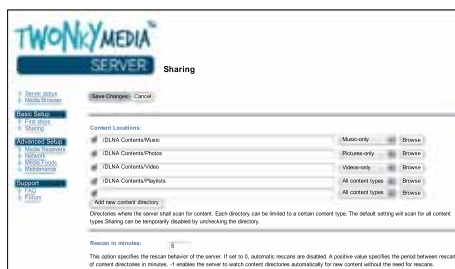 TWONKYMEDIA
SERVER
Sharing
Server status
Media Browser
Save Changes Cancel
Basic Setup
First steps
Sharing
Content Locations:
/DLNA Contents/Music Music-only Browse
Advanced Setup
Media Receivers
Network
Media Feeds
Maintenance
/DLNA Contents/Photos Pictures-only Browse
/DLNA Contents/Video Videos-only Browse
/DLNA Contents/Playlists All content types Browse
All content types Browse
Support
FAQ
Forum
Add new content directory
Directories where the server shall scan for content. Each directory can be limited to a certain content type. The default setting will scan for all content
types Sharing can be temporarily disabled by unchecking the directory.
Rescan in minutes: 5
This option specifies the rescan behavior of the server. If set to 0, automatic rescans are disabled. A positive value specifies the period between rescan
of content directories in minutes. -1 enables the server to watch content directories automatically for new content without the need for rescans.